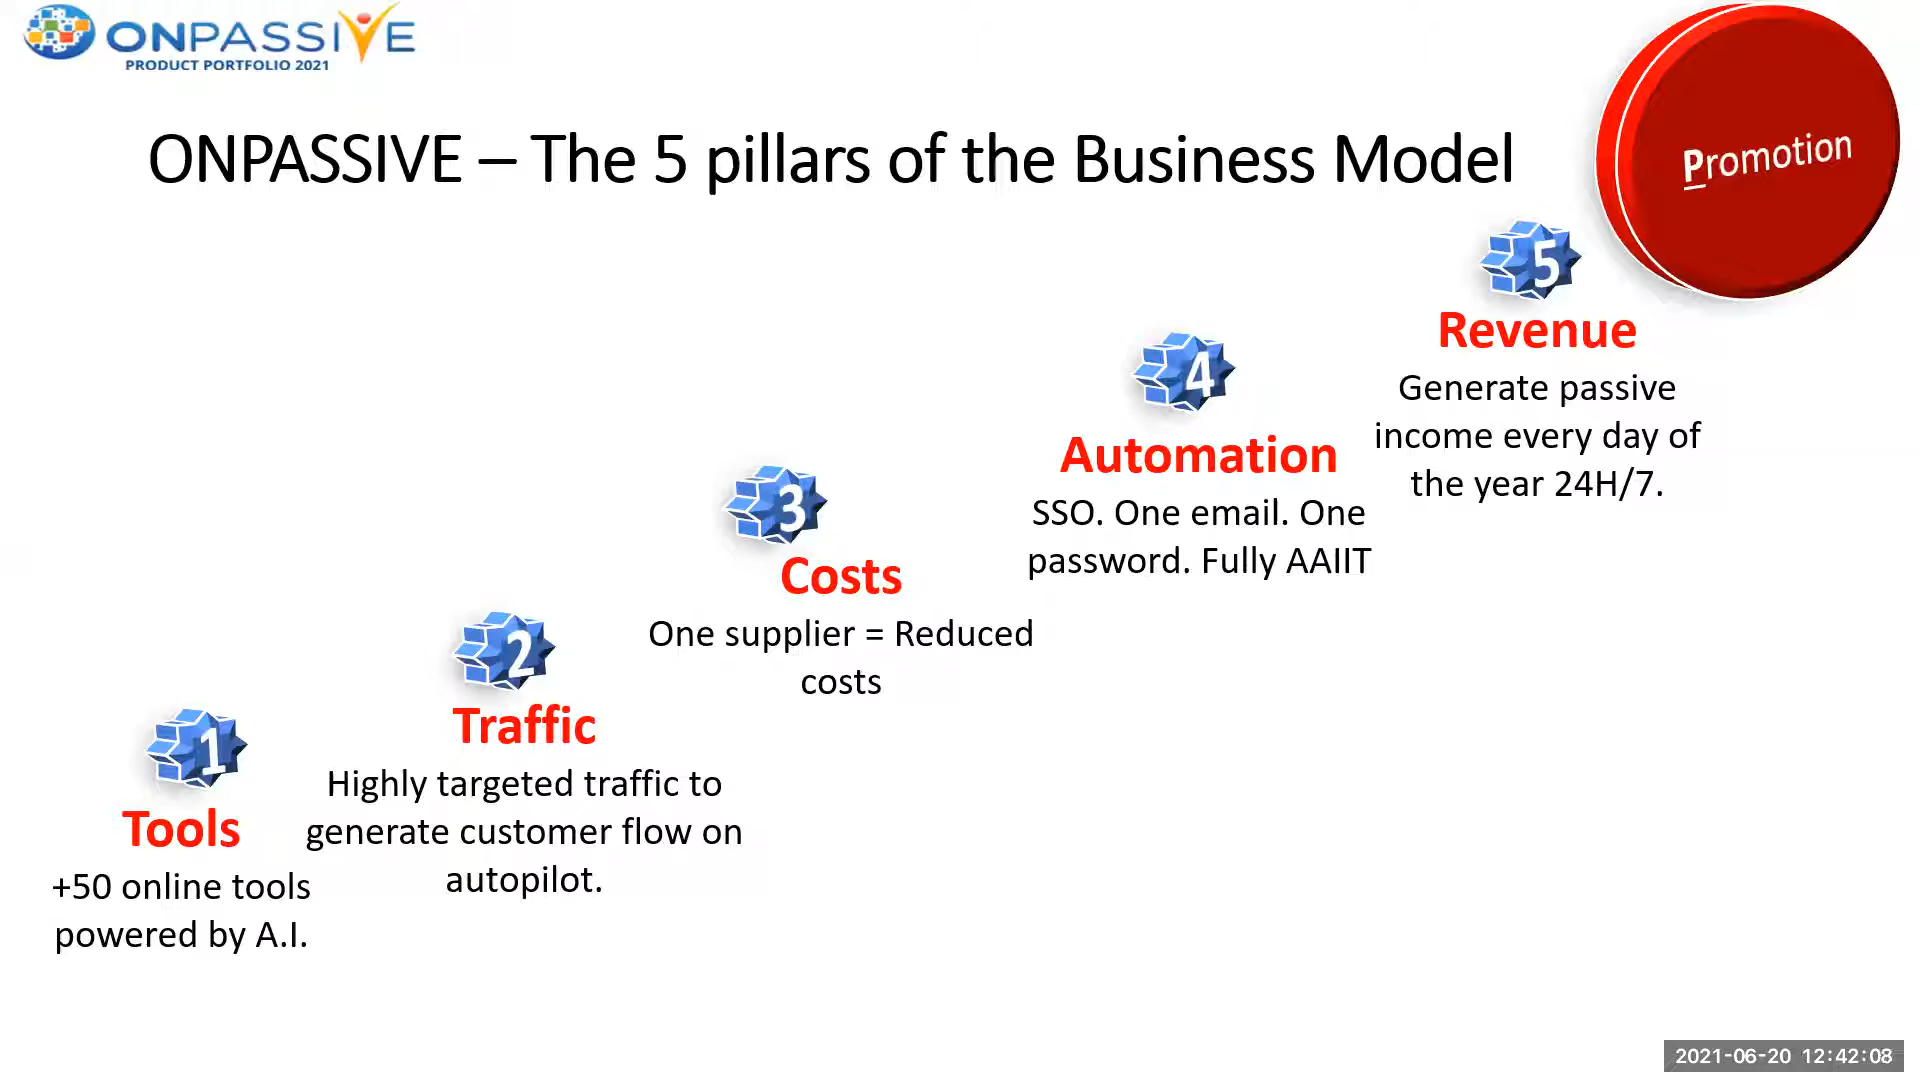 ONPASSIVE
PRODUCT PORTFOLIO 2021
ONPASSIVE – The 5 pillars of the Business Model
Promotion
1
Tools
+50 online tools
powered by A.I.
2
Traffic
Highly targeted traffic to
generate customer flow on
autopilot.
3
Costs
One supplier = Reduced
costs
4
Automation
SSO. One email. One
password. Fully AAIIT
5
Revenue
Generate passive
income every day of
the year 24H/7.
2021-06-20 12:42:08